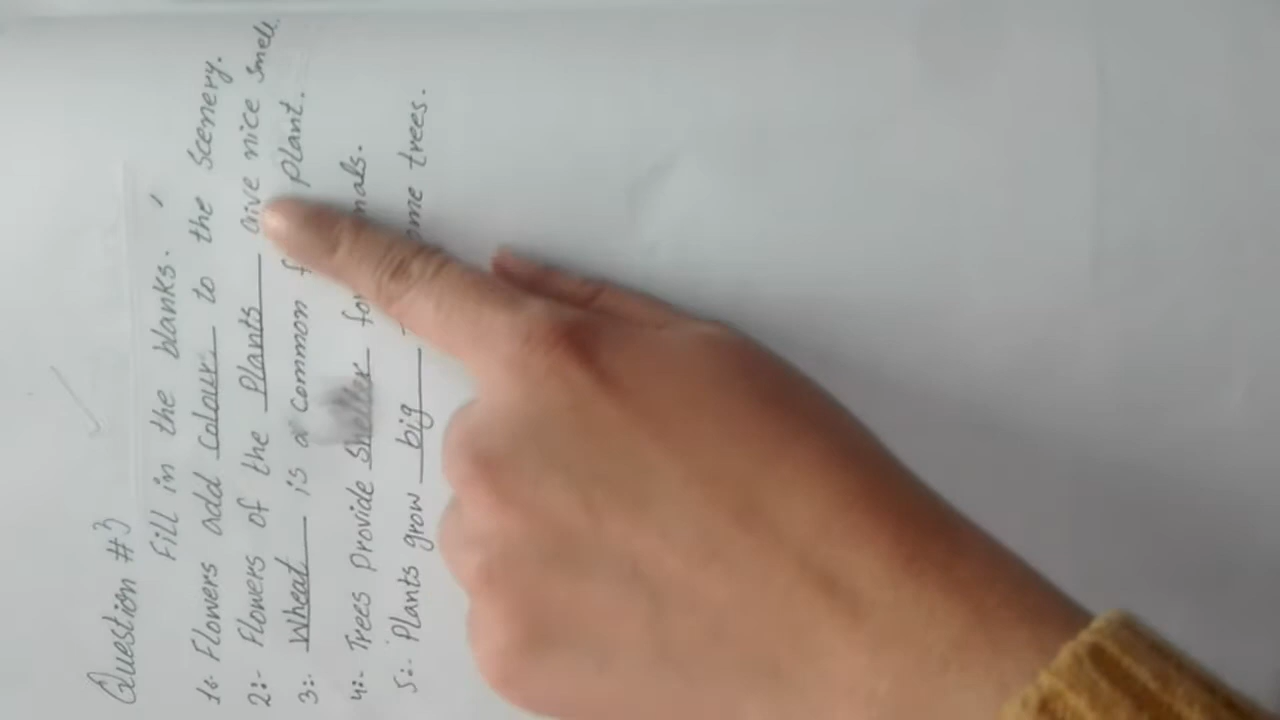 Question #3
Fill in the blanks.
1:- Flowers add colours to the scenery.
2:- Flowers of the Plants Give nice smell.
3:- Wheat is a common plant.
4:- Trees Provide Shelter for
5:- Plants grow big trees.